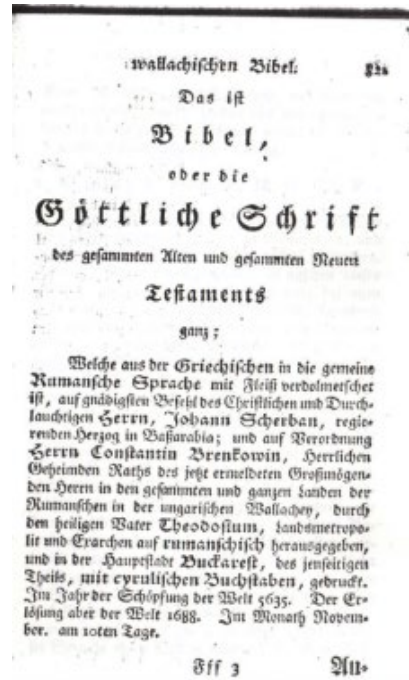 wallachischen Bibel.
Das ist
Bibel,
oder die
Göttliche Schrift
des gesammten Alten und gesammten Neuen
Testaments
ganz;
Welche aus der Griechischen in die gemeine
Rumansche Sprache mit Fleiß verdolmetschet
ist, auf gnädigsten Befehl des Christlichen und Durch-
lauchtigen Herrn, Johann Scherban, regie-
renden Herzog in Baßarabia; und auf Verordnung
Herrn Constantin Brenkowin, Herrlichen
Geheimden Raths des jetzt ermeldeten Großmögen-
den Herrn in den gesammten und ganzen Landen der
Rumanschen in der ungarischen Wallachey, durch
den heiligen Vater Theodosium, Landsmetropo-
lit und Exarchen auf rumanschisch herausgegeben,
und in der Hauptstadt Buckarest, des jenseitigen
Theils, mit cyrulischen Buchstaben, gedruckt.
Im Jahr der Schöpfung der Welt 5635. Der Er-
lösung aber der Welt 1688. Im Monath Novem-
ber. am 10ten Tage.
Fff 3 An-